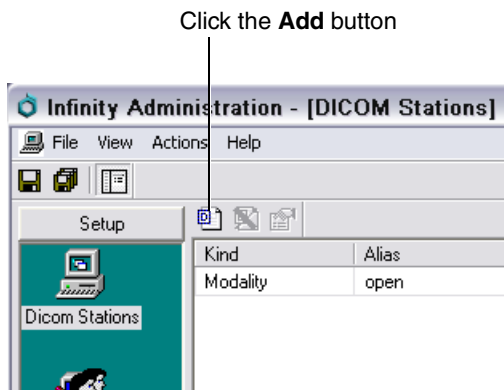 Click the Add button
Infinity Administration - [DICOM Stations]
File View Actions Help
Setup
Kind Alias
Modality open
Dicom Stations